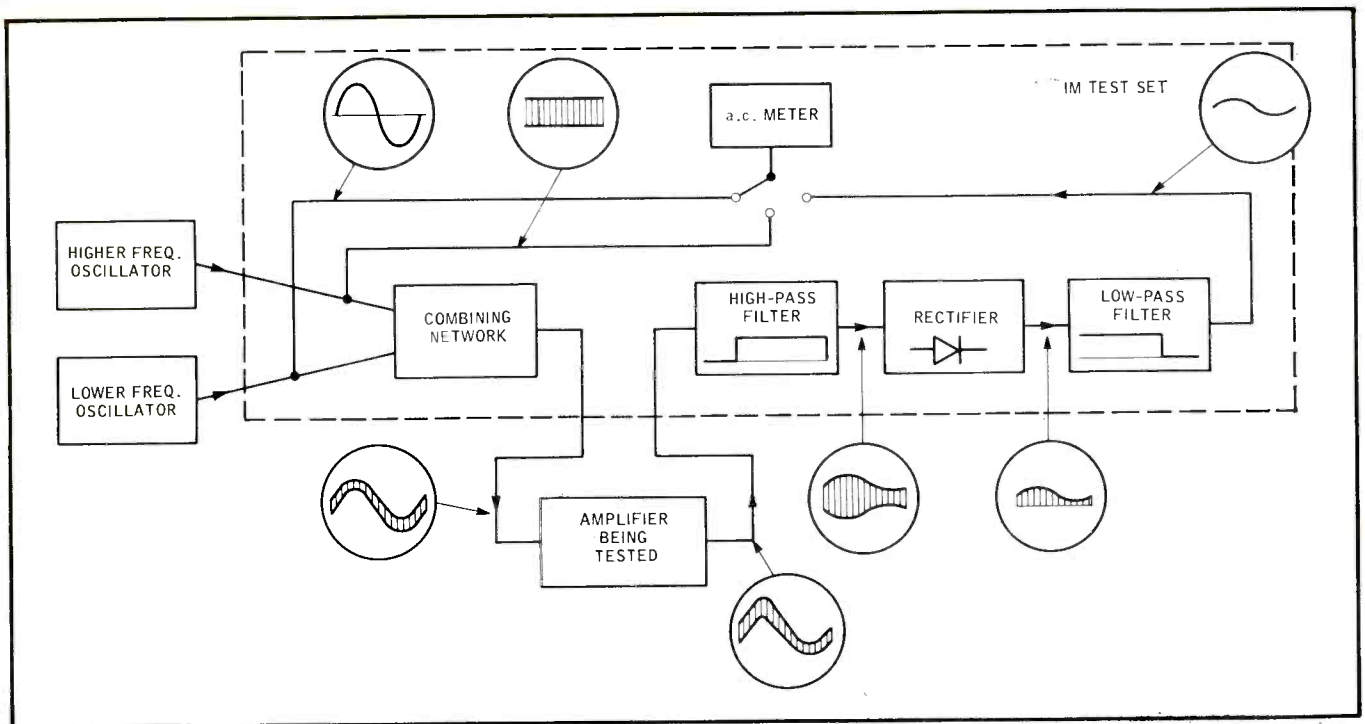 IM TEST SET
a.c. METER
HIGHER FREQ.
OSCILLATOR
LOWER FREQ.
OSCILLATOR
COMBINING
NETWORK
HIGH-PASS
FILTER
RECTIFIER
LOW-PASS
FILTER
AMPLIFIER
BEING
TESTED